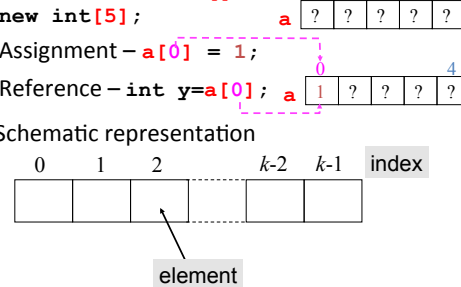 new int[5]; a ? ? ? ? ?
Assignment – a[0] = 1;
0 4
Reference – int y=a[0]; a 1 ? ? ? ?
Schematic representation
0 1 2 k-2 k-1 index
element